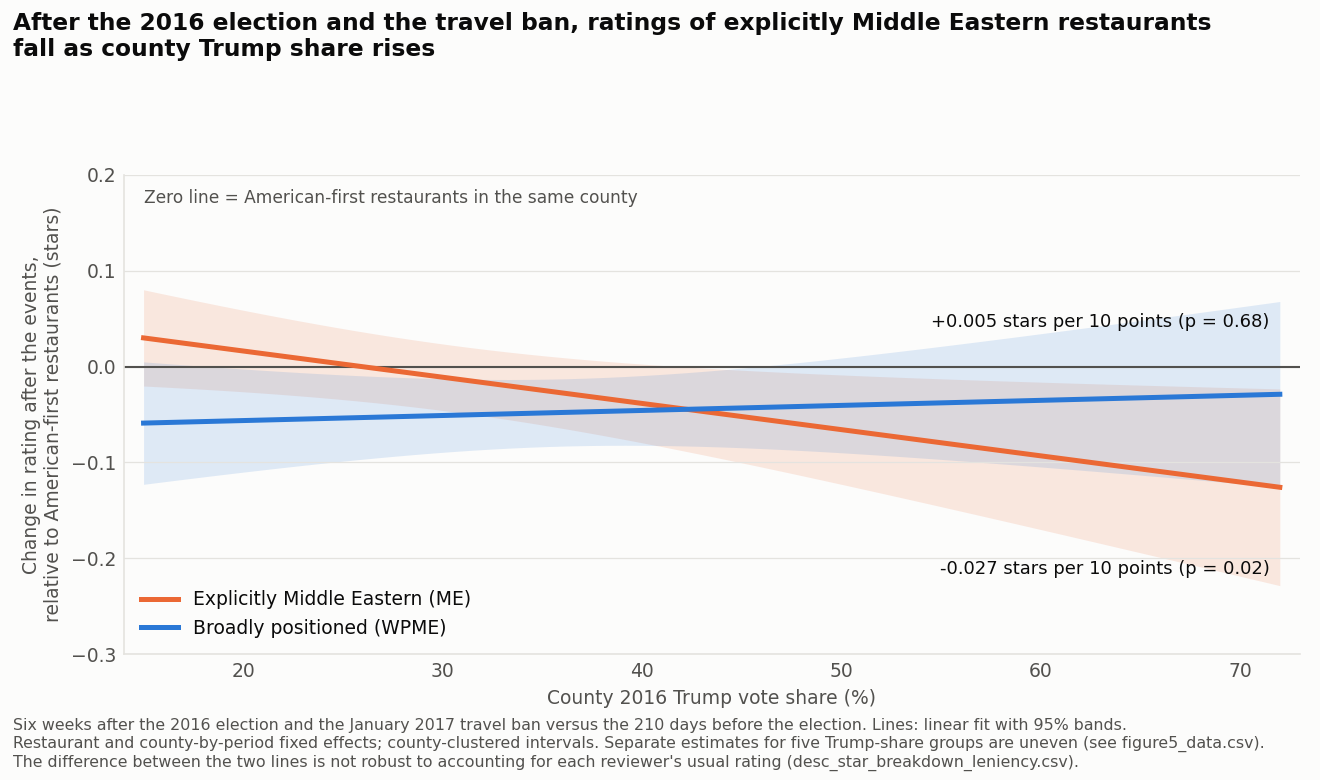 After the 2016 election and the travel ban, ratings of explicitly Middle Eastern restaurants
fall as county Trump share rises
Zero line = American-first restaurants in the same county
Change in rating after the events,
relative to American-first restaurants (stars)
0.2
0.1
0.0
−0.1
−0.2
−0.3
+0.005 stars per 10 points (p = 0.68)
-0.027 stars per 10 points (p = 0.02)
Explicitly Middle Eastern (ME)
Broadly positioned (WPME)
20 30 40 50 60 70
County 2016 Trump vote share (%)
Six weeks after the 2016 election and the January 2017 travel ban versus the 210 days before the election. Lines: linear fit with 95% bands.
Restaurant and county-by-period fixed effects; county-clustered intervals. Separate estimates for five Trump-share groups are uneven (see figure5_data.csv).
The difference between the two lines is not robust to accounting for each reviewer's usual rating (desc_star_breakdown_leniency.csv).